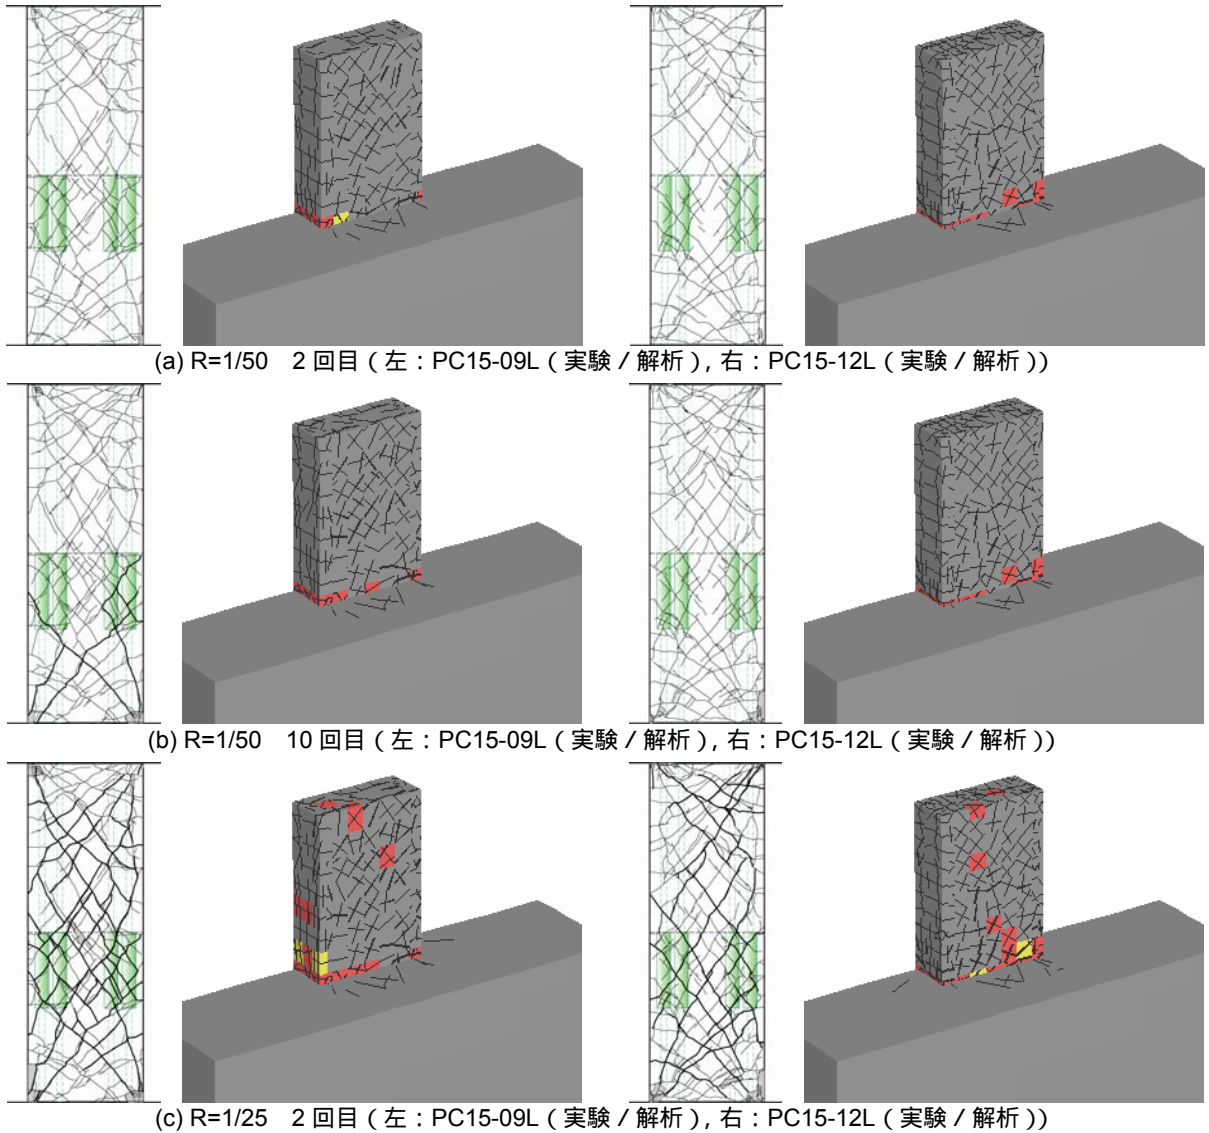 (a) R=1/50 2 回目 ( 左 : PC15-09L ( 実験 / 解析 ) , 右 : PC15-12L ( 実験 / 解析 ) )
(b) R=1/50 10 回目 ( 左 : PC15-09L ( 実験 / 解析 ) , 右 : PC15-12L ( 実験 / 解析 ) )
(c) R=1/25 2 回目 ( 左 : PC15-09L ( 実験 / 解析 ) , 右 : PC15-12L ( 実験 / 解析 ) )